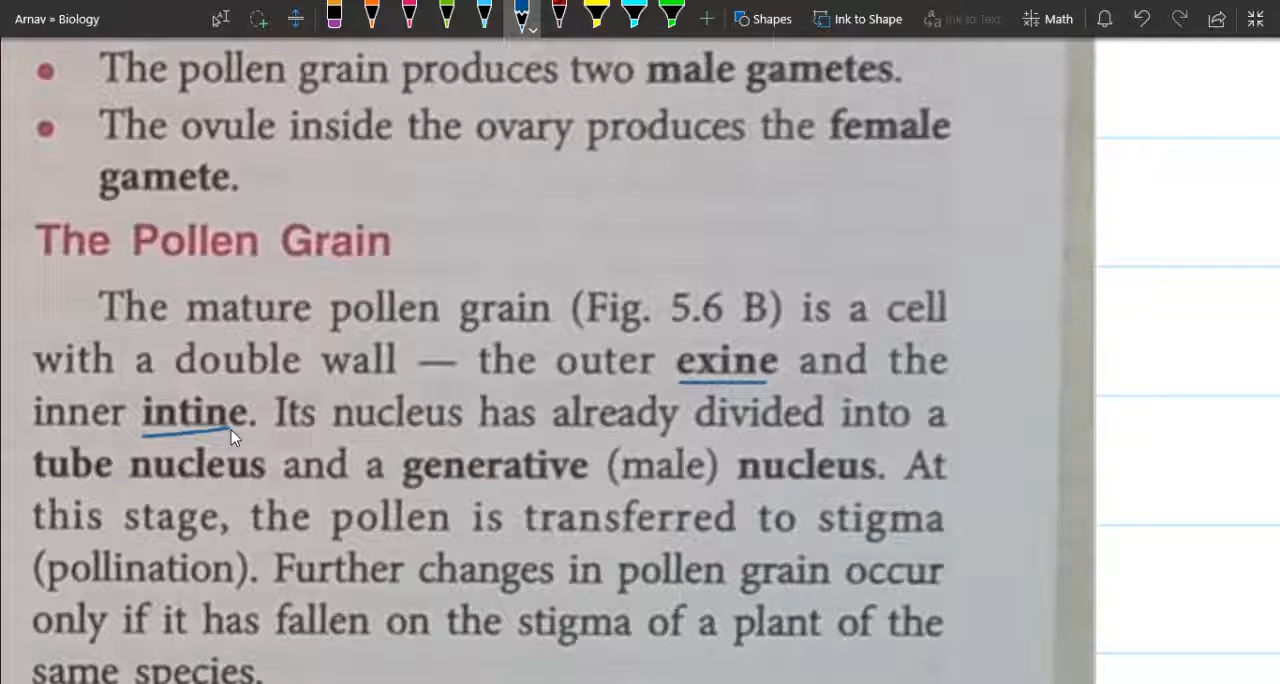 Arnav » Biology
Shapes
Ink to Shape
Ink to Text
Math
The pollen grain produces two male gametes.
The ovule inside the ovary produces the female
gamete.
The Pollen Grain
The mature pollen grain (Fig. 5.6 B) is a cell
with a double wall — the outer exine and the
inner intine. Its nucleus has already divided into a
tube nucleus and a generative (male) nucleus. At
this stage, the pollen is transferred to stigma
(pollination). Further changes in pollen grain occur
only if it has fallen on the stigma of a plant of the
same species.